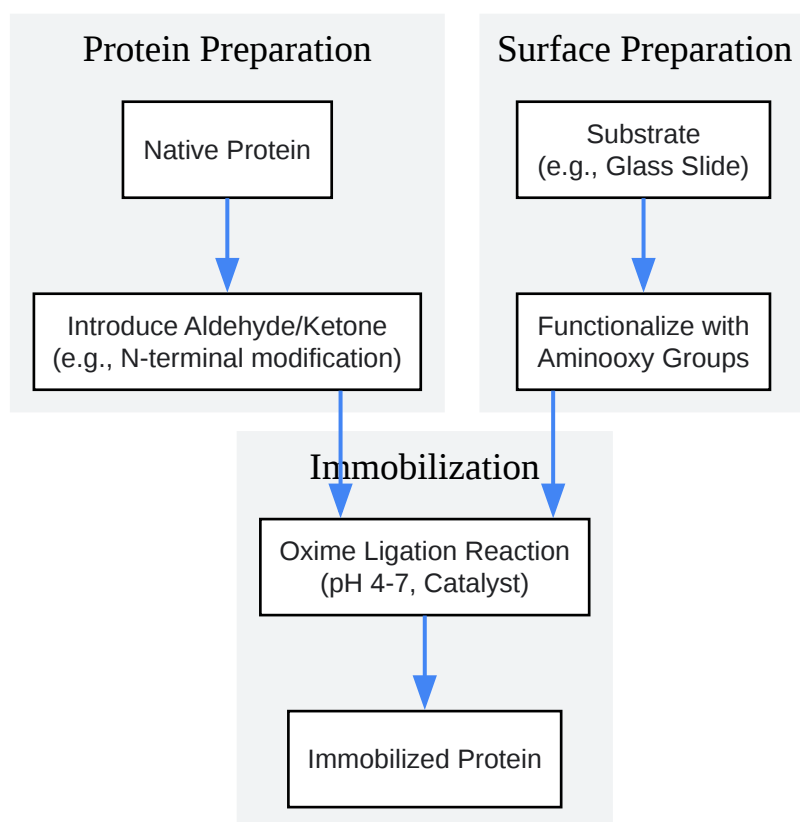 Protein Preparation
Native Protein
Introduce Aldehyde/Ketone
(e.g., N-terminal modification)
Surface Preparation
Substrate
(e.g., Glass Slide)
Functionalize with
Aminooxy Groups
Immobilization
Oxime Ligation Reaction
(pH 4-7, Catalyst)
Immobilized Protein